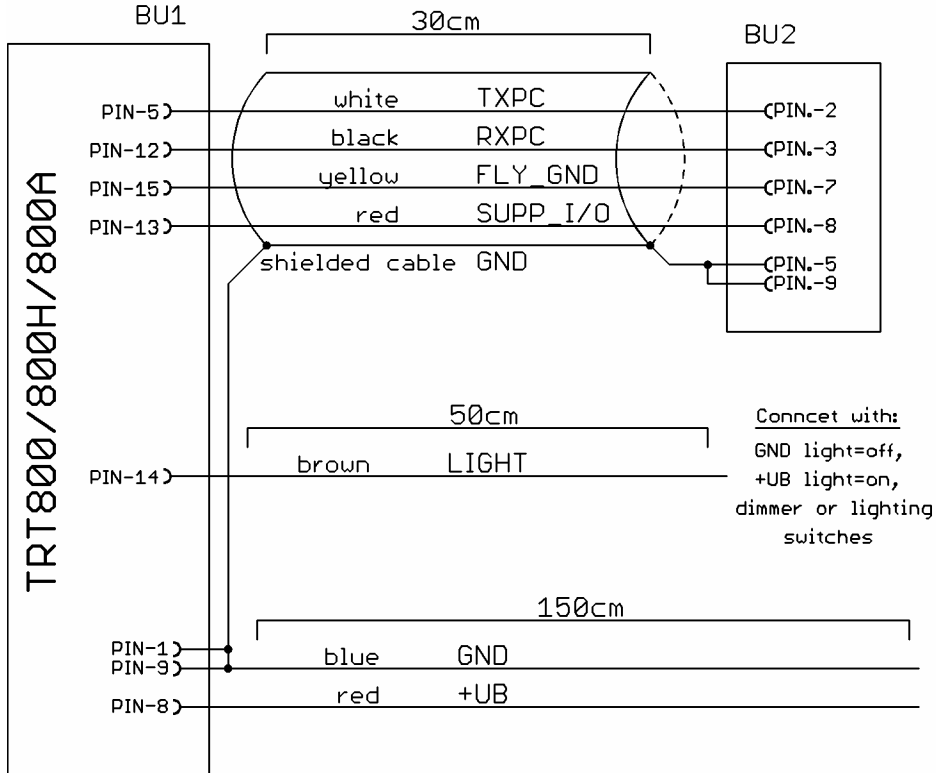 BU1
30cm
BU2
PIN-5 white TXPC PIN.-2
PIN-12 black RXPC PIN.-3
PIN-15 yellow FLY_GND PIN.-7
PIN-13 red SUPP_I/O PIN.-8
shielded cable GND PIN.-5
PIN.-9
TRT800/800H/800A
50cm
PIN-14 brown LIGHT
Conncet with:
GND light=off,
+UB light=on,
dimmer or lighting
switches
150cm
PIN-1
PIN-9 blue GND
PIN-8 red +UB